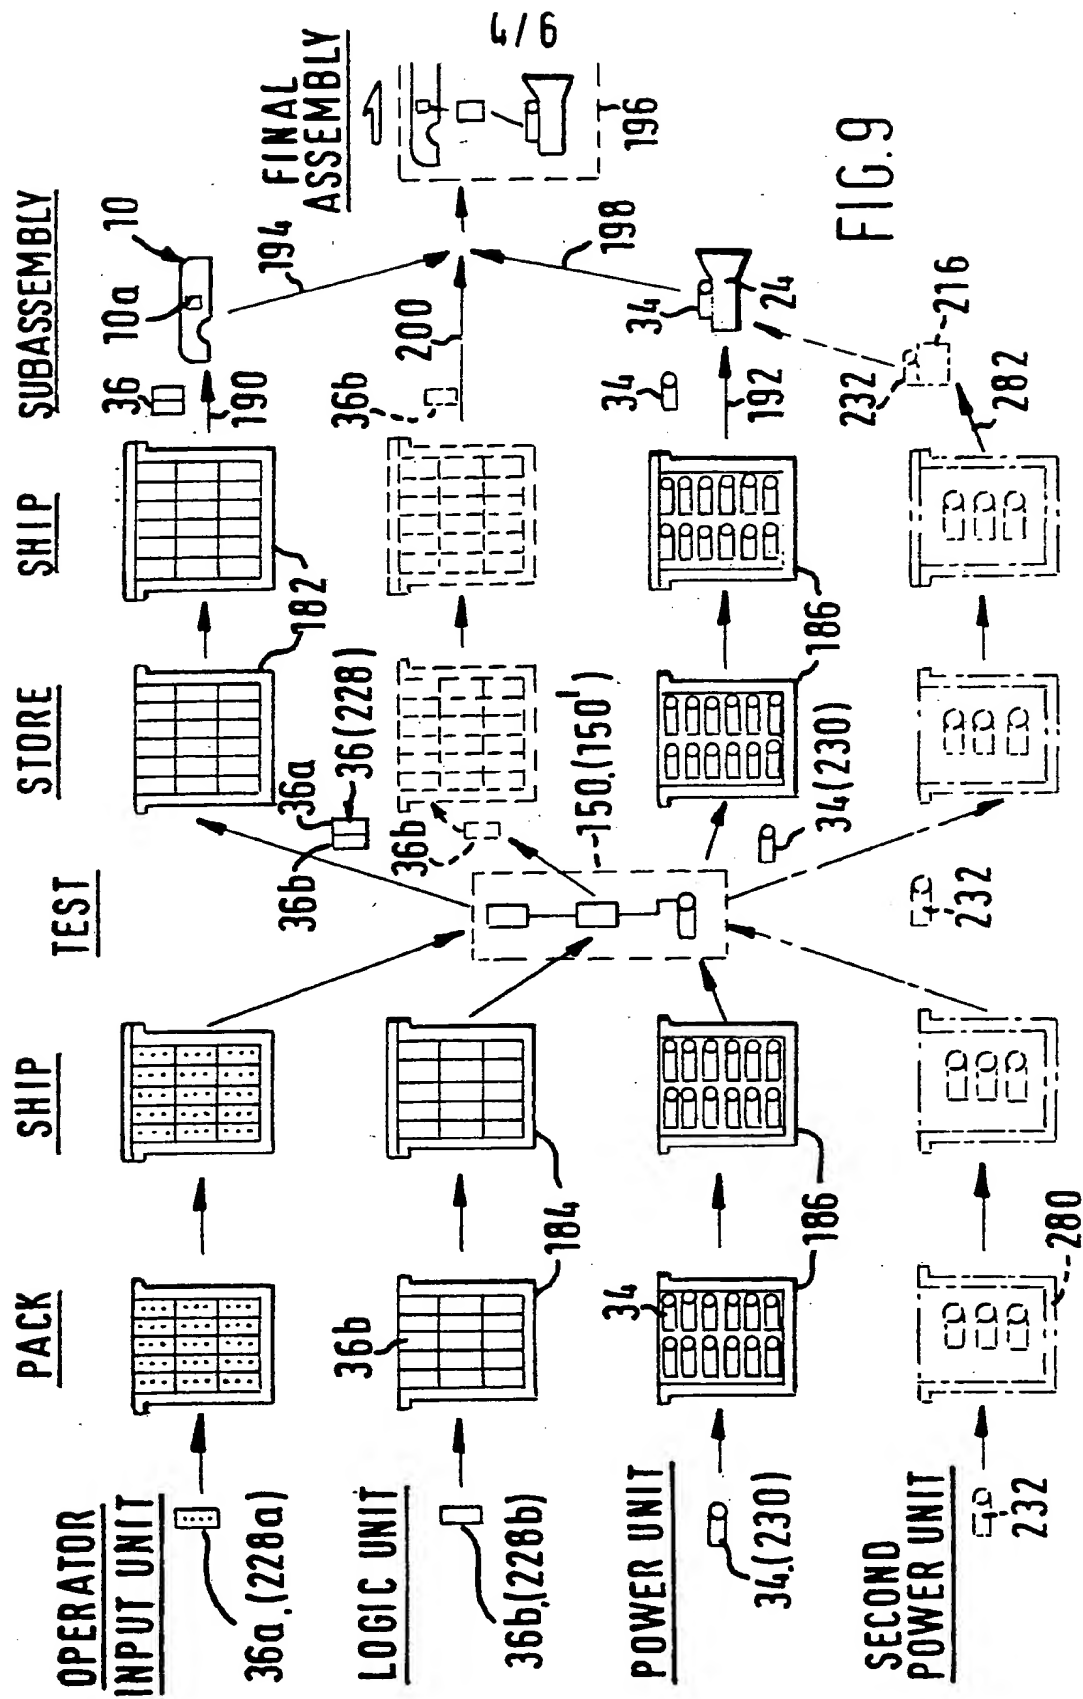 PACK
SHIP
TEST
STORE
SHIP
SUBASSEMBLY
FINAL
ASSEMBLY
9/7
OPERATOR
INPUT UNIT
36a,(228a)
36b
36a
36(228)
182
36
190
10a
10
194
LOGIC UNIT
36b,(228b)
36b
184
36b
150,(150')
36b
200
196
POWER UNIT
34,(230)
34
186
34(230)
186
34
192
34
24
198
SECOND
POWER UNIT
232
280
232
282
232
216
FIG.9